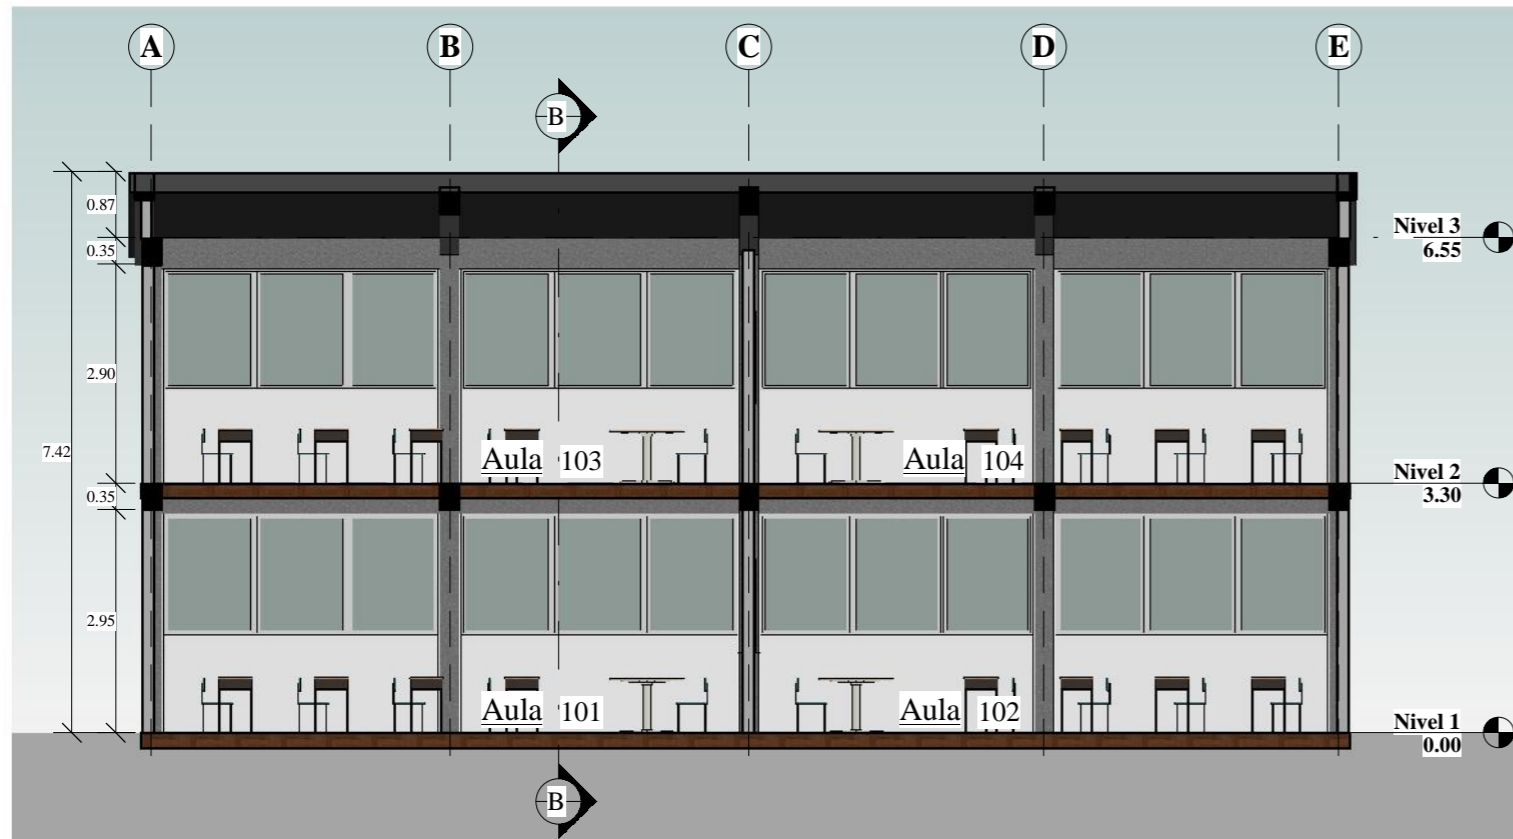 A B C D E
B
0.87
Nivel 3
0.35
6.55
2.90
7.42
Aula 103
Aula 104
Nivel 2
0.35
3.30
2.95
Aula 101
Aula 102
Nivel 1
0.00
B